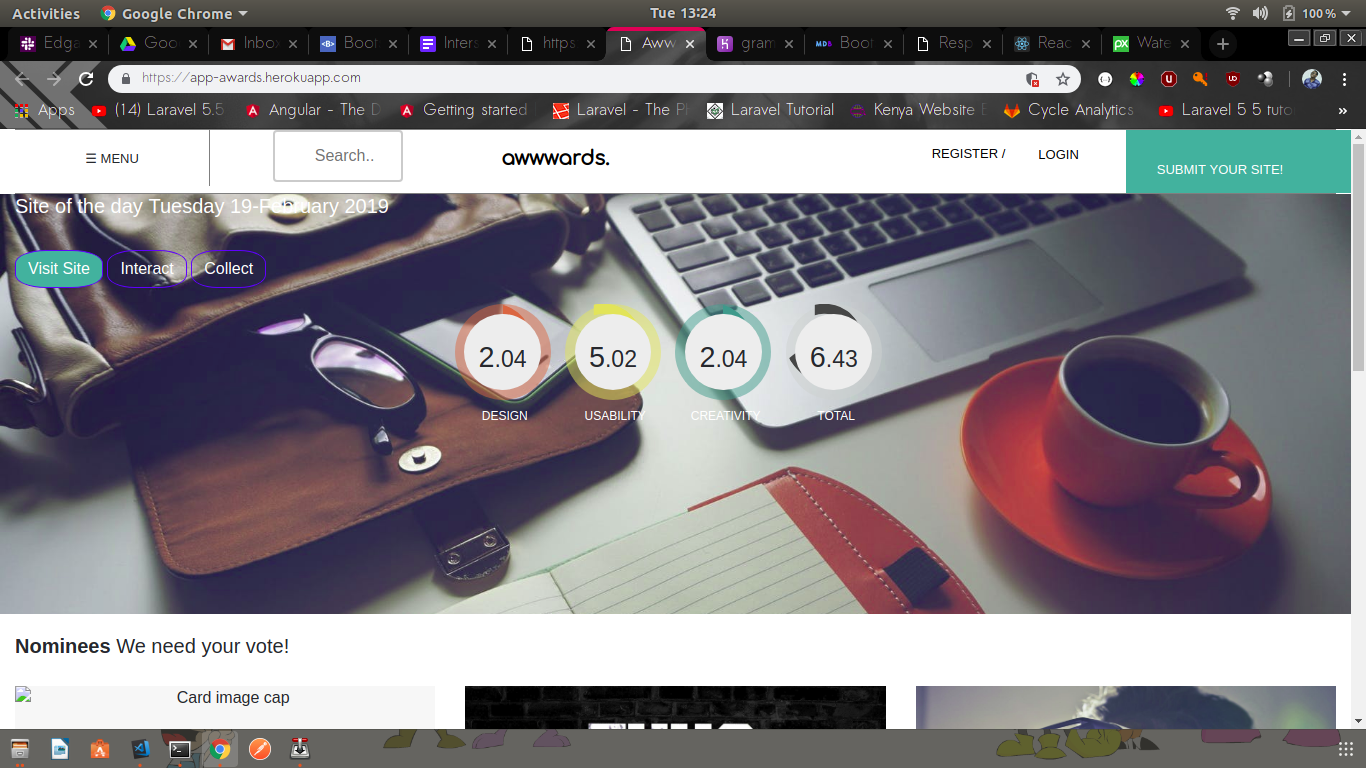 Activities Google Chrome Tue 13:24 100 %
Edga Goo Inbo Boot Inters https Aww gram MDB Boot Resp Reac px Wate
https://app-awards.herokuapp.com
Apps (14) Laravel 5.5 Angular - The D Getting started Laravel - The Pi Laravel Tutorial Kenya Website E Cycle Analytics Laravel 5 5 tuto »
☰ MENU Search.. awwwards. REGISTER / LOGIN SUBMIT YOUR SITE!
Site of the day Tuesday 19-February 2019
Visit Site Interact Collect
2.04 5.02 2.04 6.43
DESIGN USABILITY CREATIVITY TOTAL
Nominees We need your vote!
Card image cap